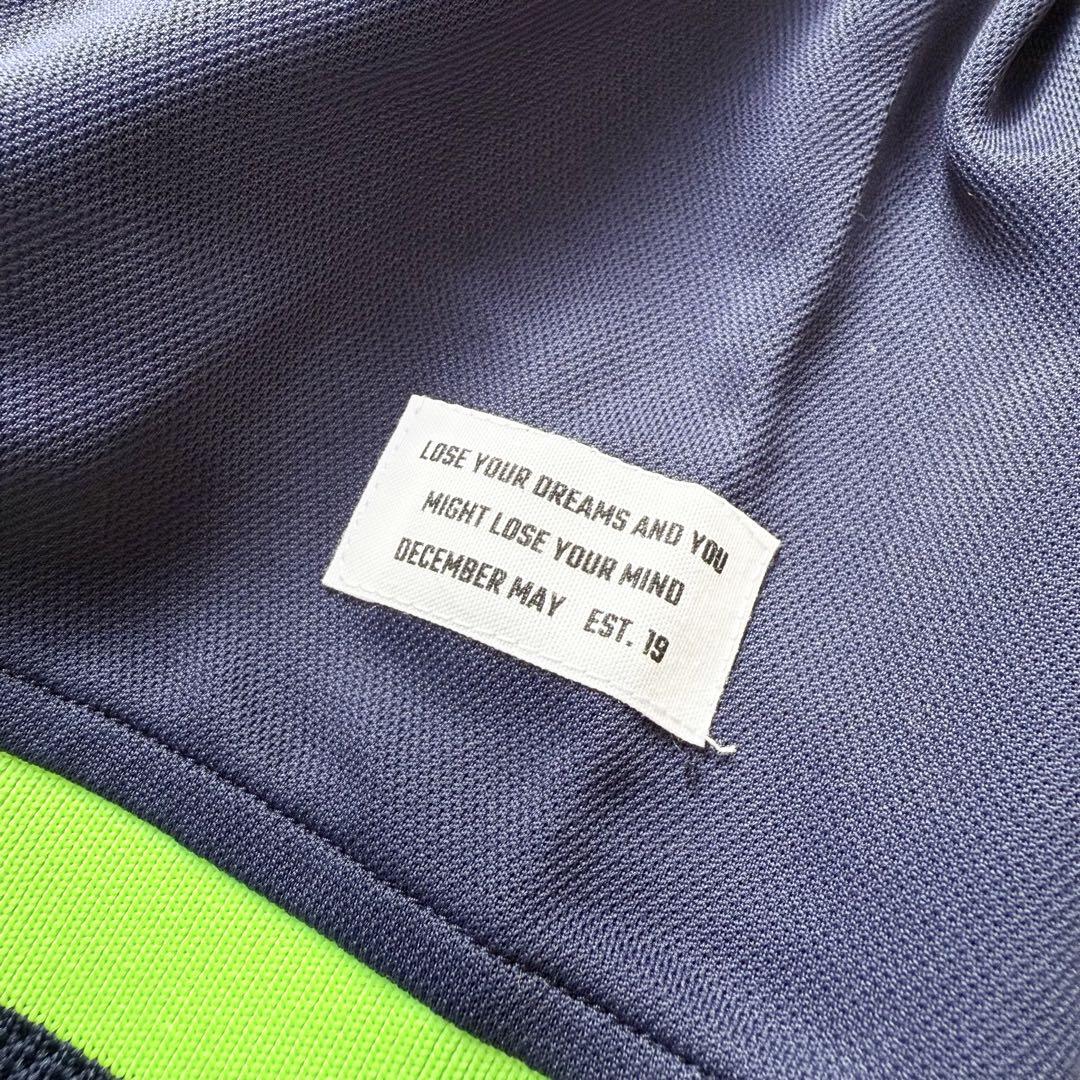 LOSE YOUR DREAMS AND YOU
MIGHT LOSE YOUR MIND
DECEMBER MAY EST. 19